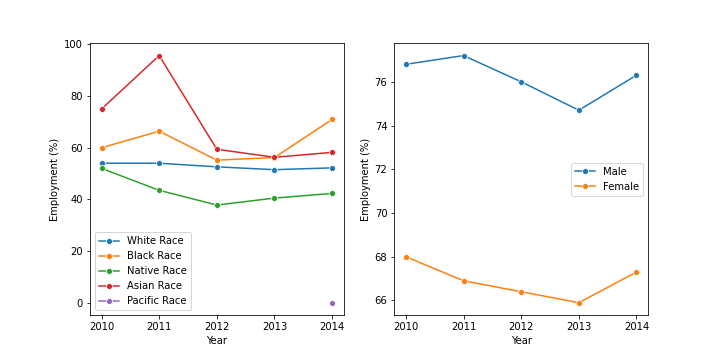 100
80
60
40
20
0
Employment (%)
White Race
Black Race
Native Race
Asian Race
Pacific Race
2010 2011 2012 2013 2014
Year
76
74
72
70
68
66
Employment (%)
Male
Female
2010 2011 2012 2013 2014
Year